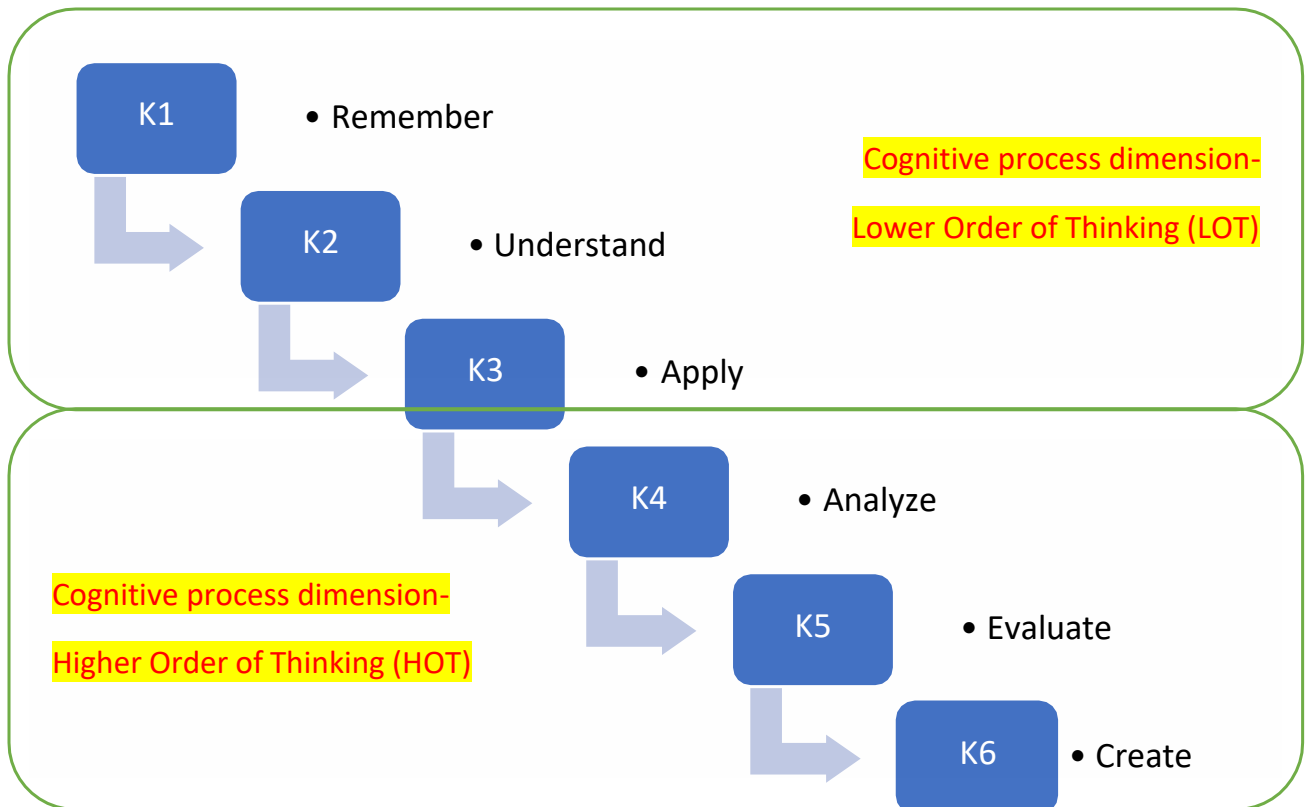 K1
• Remember
Cognitive process dimension-
Lower Order of Thinking (LOT)
K2
• Understand
K3
• Apply
K4
• Analyze
Cognitive process dimension-
Higher Order of Thinking (HOT)
K5
• Evaluate
K6
• Create